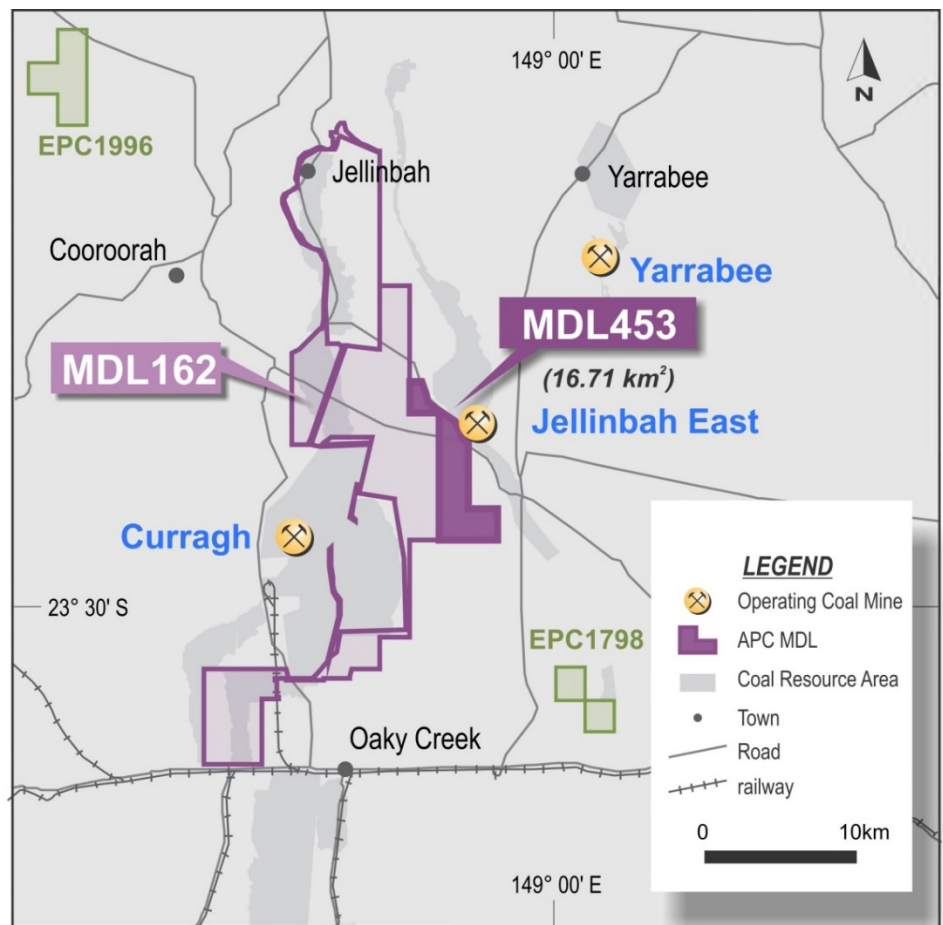 149° 00' E
N
EPC1996
Jellinbah
Yarrabee
Cooroorah
Yarrabee
MDL453
(16.71 km²)
MDL162
Jellinbah East
Curragh
23° 30' S
EPC1798
Oaky Creek
149° 00' E
LEGEND
Operating Coal Mine
APC MDL
Coal Resource Area
Town
Road
railway
0 10km